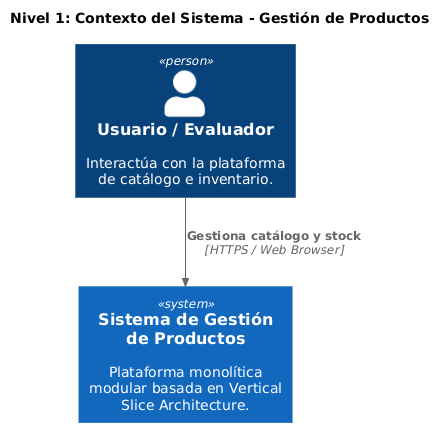 Nivel 1: Contexto del Sistema - Gestión de Productos
«person»
Usuario / Evaluador
Interactúa con la plataforma
de catálogo e inventario.
Gestiona catálogo y stock
[HTTPS / Web Browser]
«system»
Sistema de Gestión
de Productos
Plataforma monolítica
modular basada en Vertical
Slice Architecture.